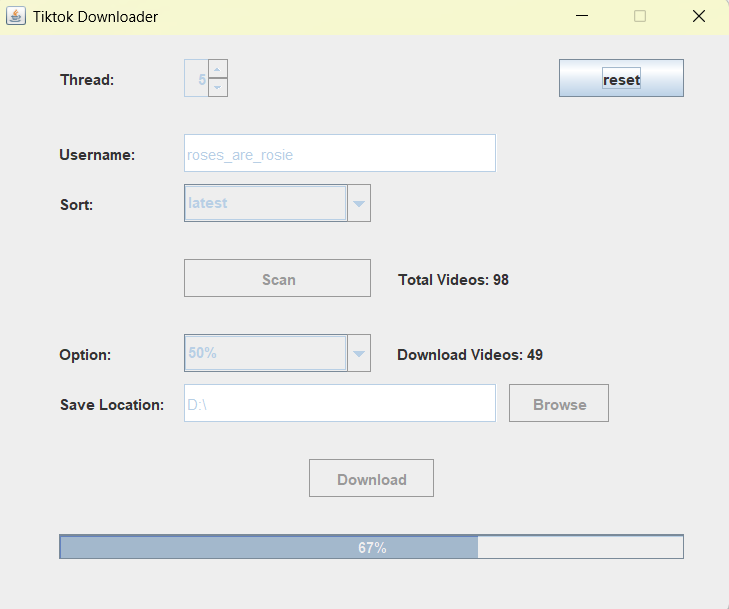 Tiktok Downloader
Thread: 5 reset
Username: roses_are_rosie
Sort: latest
Scan Total Videos: 98
Option: 50% Download Videos: 49
Save Location: D:\ Browse
Download
67%